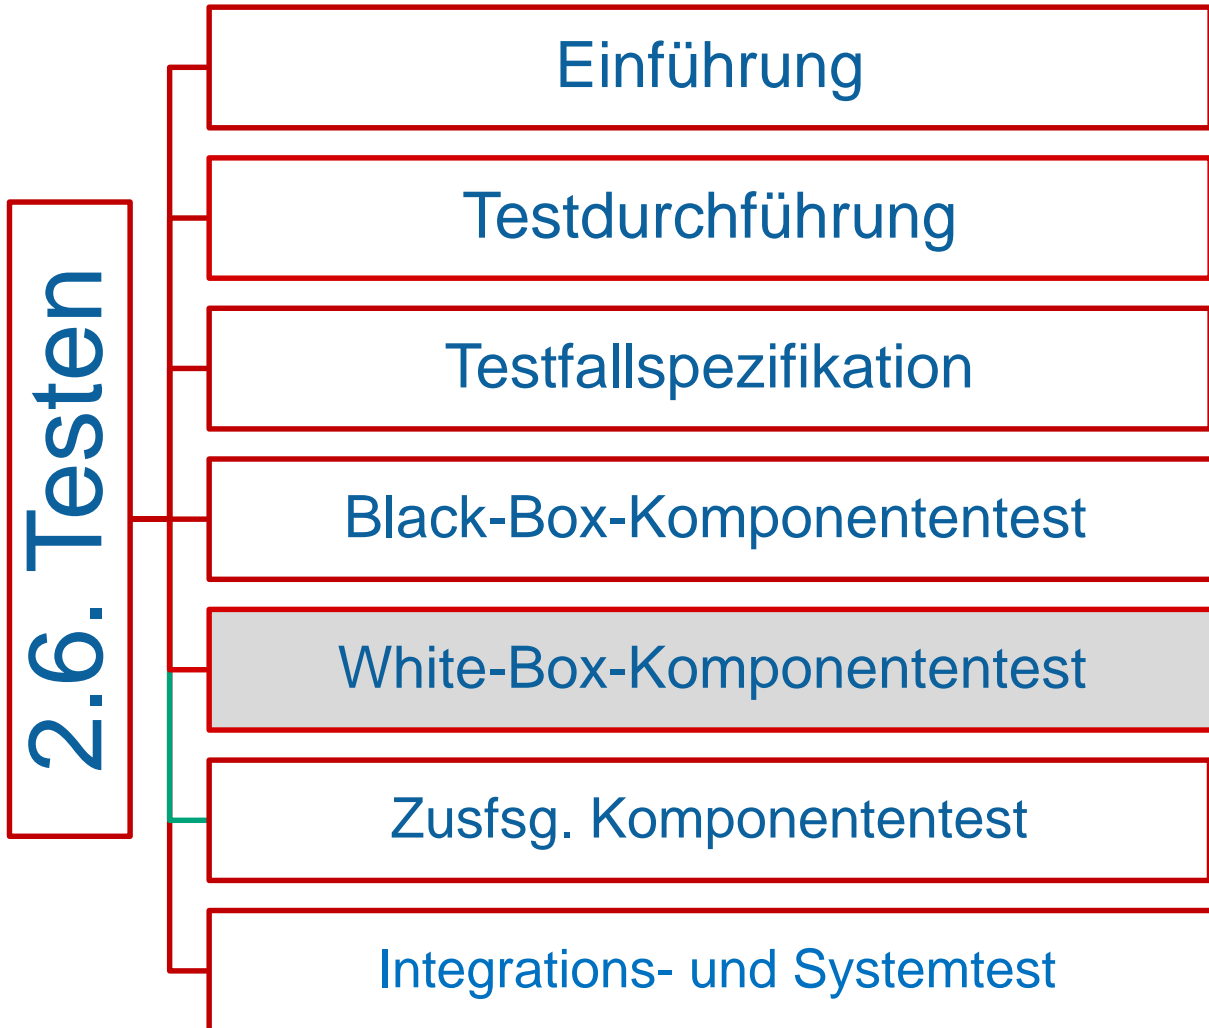 2.6. Testen
Einführung
Testdurchführung
Testfallspezifikation
Black-Box-Komponententest
White-Box-Komponententest
Zusfsg. Komponententest
Integrations- und Systemtest